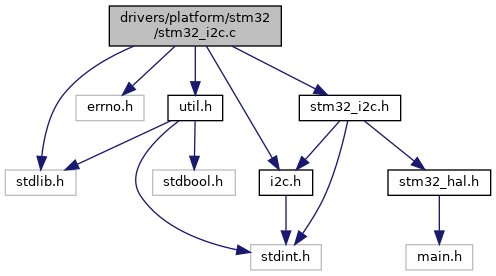 drivers/platform/stm32
/stm32_i2c.c
errno.h
util.h
stm32_i2c.h
stdlib.h
stdbool.h
i2c.h
stm32_hal.h
stdint.h
main.h